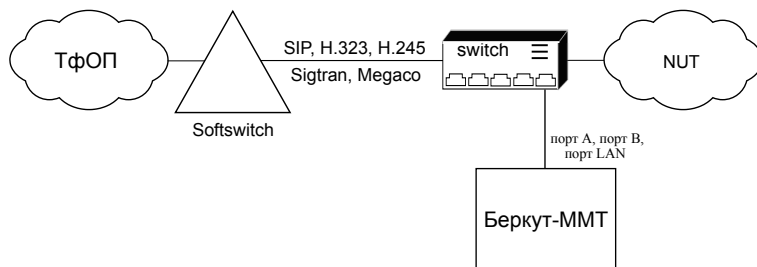 ТфОП
SIP, H.323, H.245
Sigtran, Megaco
Softswitch
switch
NUT
порт A, порт B,
порт LAN
Беркут-ММТ